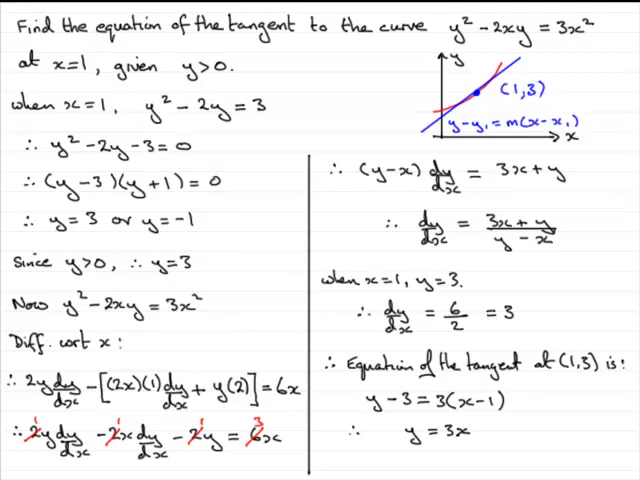 Find the equation of the tangent to the curve y² - 2xy = 3x²
at x=1, given y>0.
when x=1, y² - 2y = 3
∴ y² - 2y - 3 = 0
∴ (y - 3)(y + 1) = 0
∴ y = 3 or y = -1
Since y>0, ∴ y = 3
Now y² - 2xy = 3x²
Diff. wrt x:
∴ 2y dy/dx - [(2x)(1) dy/dx + y(2)] = 6x
1 1 1 3
∴ 2y dy/dx - 2x dy/dx - 2y = 6x
y
(1,3)
y - y₁ = m(x - x₁)
x
∴ (y - x) dy/dx = 3x + y
∴ dy/dx = 3x + y / y - x
when x=1, y=3.
∴ dy/dx = 6/2 = 3
∴ Equation of the tangent at (1,3) is:
y - 3 = 3(x - 1)
∴ y = 3x